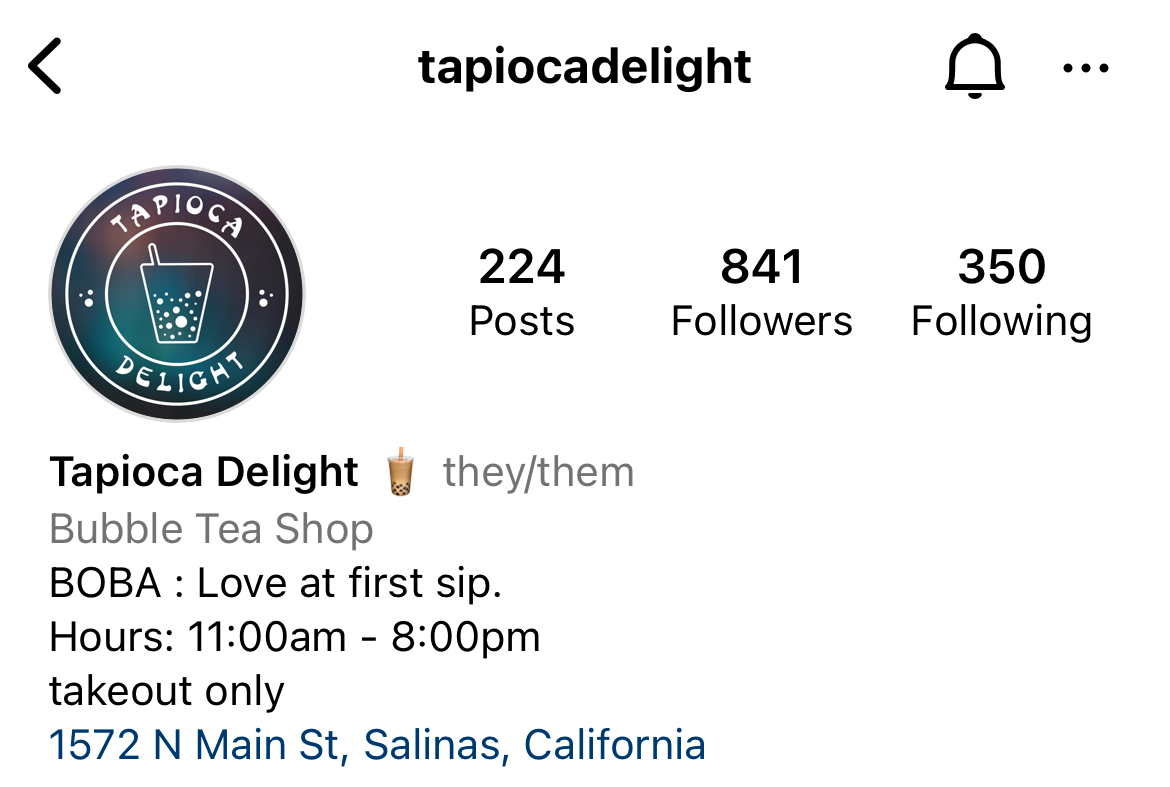 tapiocadelight
TAPIOCA
DELIGHT
224
Posts
841
Followers
350
Following
Tapioca Delight 🧋 they/them
Bubble Tea Shop
BOBA : Love at first sip.
Hours: 11:00am - 8:00pm
takeout only
1572 N Main St, Salinas, California